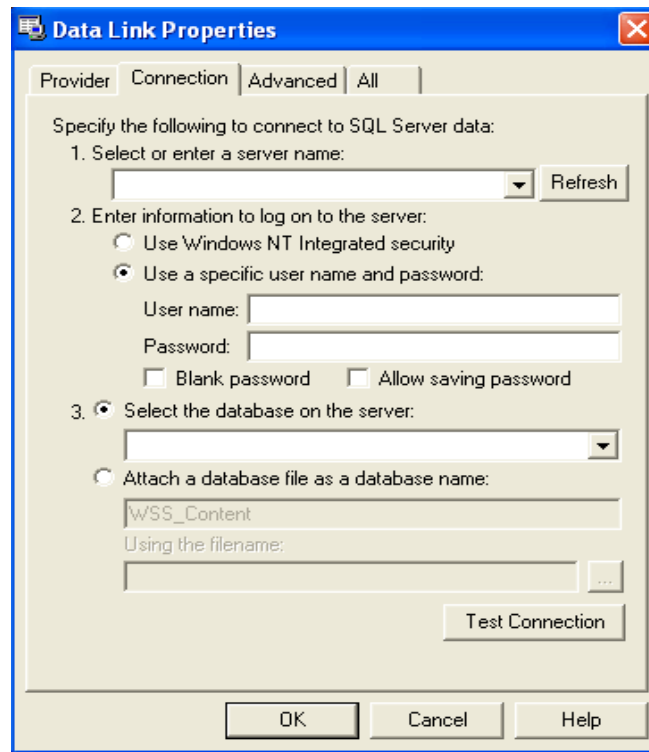 Data Link Properties
Provider Connection Advanced All
Specify the following to connect to SQL Server data:
1. Select or enter a server name:
Refresh
2. Enter information to log on to the server:
Use Windows NT Integrated security
Use a specific user name and password:
User name:
Password:
Blank password Allow saving password
3. Select the database on the server:
Attach a database file as a database name:
WSS_Content
Using the filename:
...
Test Connection
OK Cancel Help